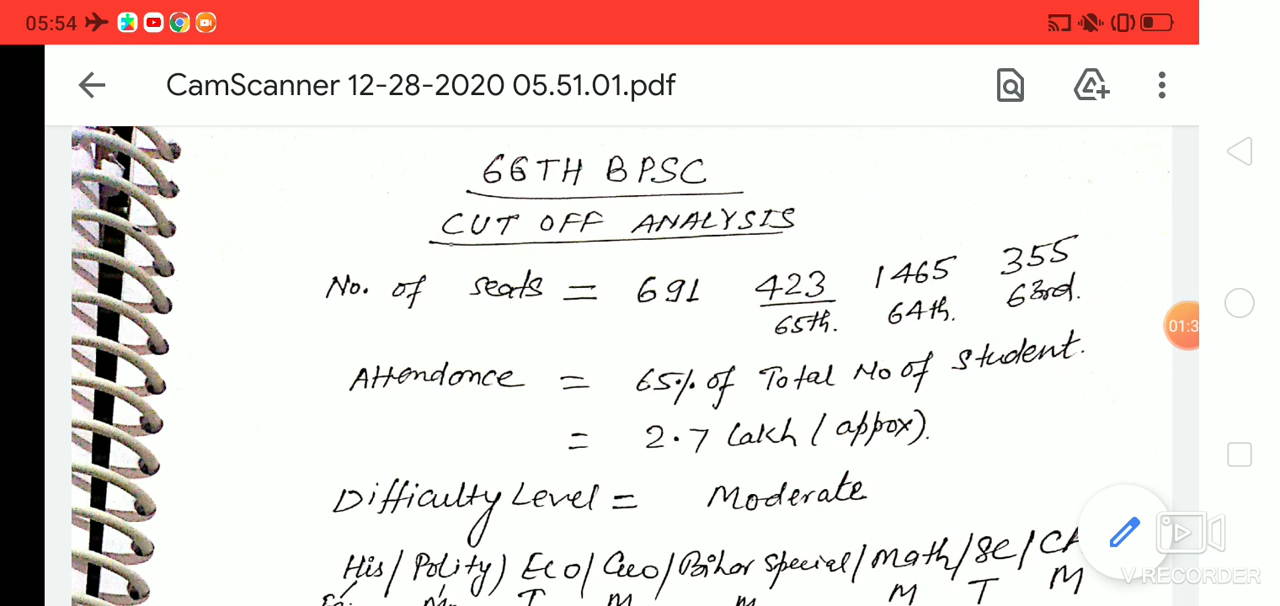 05:54
CamScanner 12-28-2020 05.51.01.pdf
66TH BPSC
CUT OFF ANALYSIS
No. of seats = 691 423 1465 355
65th. 64th. 63rd.
Attendonce = 65% of Total No of Student.
= 2.7 lakh (appox).
Difficulty Level = Moderate
His / Polity) Eco / Geo / Bihar Special / Math / SC / CA
M T M M M T M
01:3
V-RECORDER